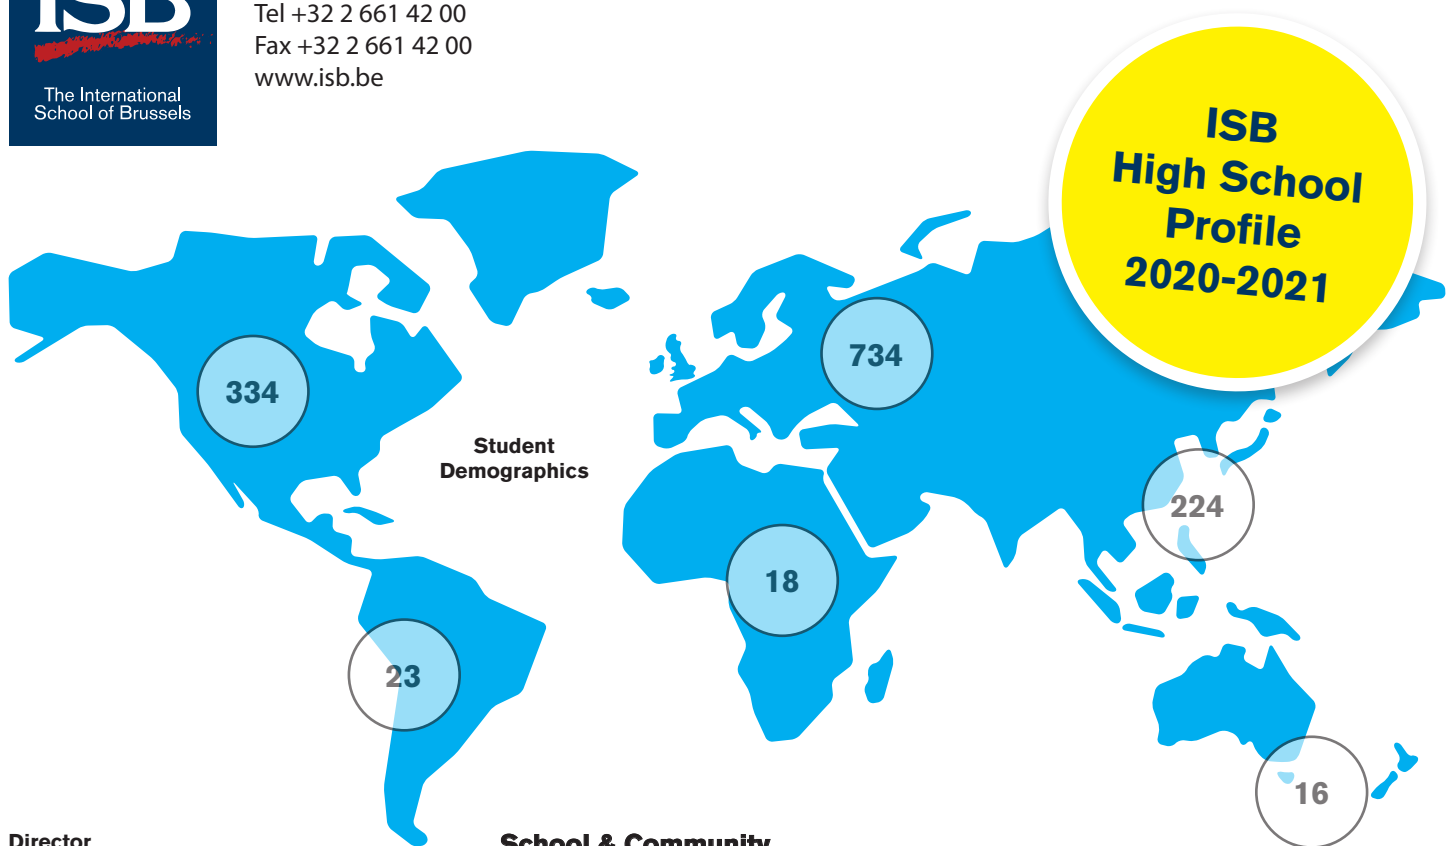 ISB
The International
School of Brussels
Tel +32 2 661 42 00
Fax +32 2 661 42 00
www.isb.be
ISB
High School
Profile
2020-2021
334
734
Student
Demographics
224
18
23
16
Director
School & Community